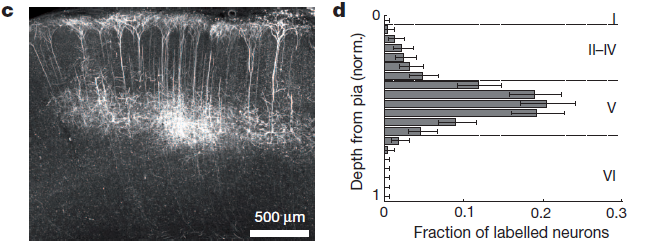 c
500 µm
d
Depth from pia (norm.)
0
1
I
II–IV
V
VI
0 0.1 0.2 0.3
Fraction of labelled neurons